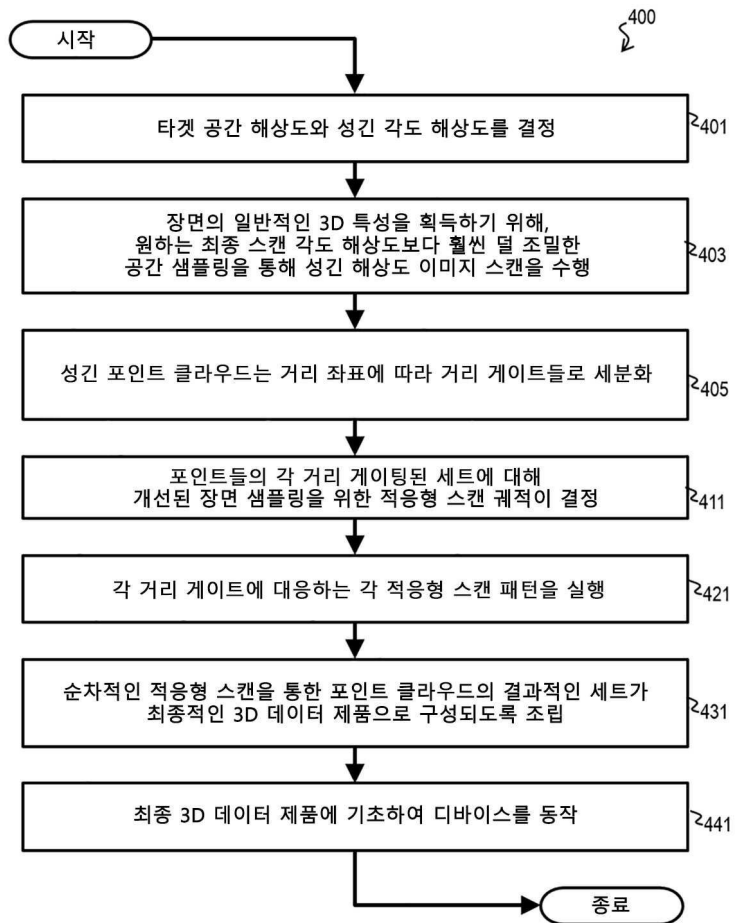 400
시작
타겟 공간 해상도와 성긴 각도 해상도를 결정
401
장면의 일반적인 3D 특성을 획득하기 위해,
원하는 최종 스캔 각도 해상도보다 훨씬 덜 조밀한
공간 샘플링을 통해 성긴 해상도 이미지 스캔을 수행
403
성긴 포인트 클라우드는 거리 좌표에 따라 거리 게이트들로 세분화
405
포인트들의 각 거리 게이팅된 세트에 대해
개선된 장면 샘플링을 위한 적응형 스캔 궤적이 결정
411
각 거리 게이트에 대응하는 각 적응형 스캔 패턴을 실행
421
순차적인 적응형 스캔을 통한 포인트 클라우드의 결과적인 세트가
최종적인 3D 데이터 제품으로 구성되도록 조립
431
최종 3D 데이터 제품에 기초하여 디바이스를 동작
441
종료